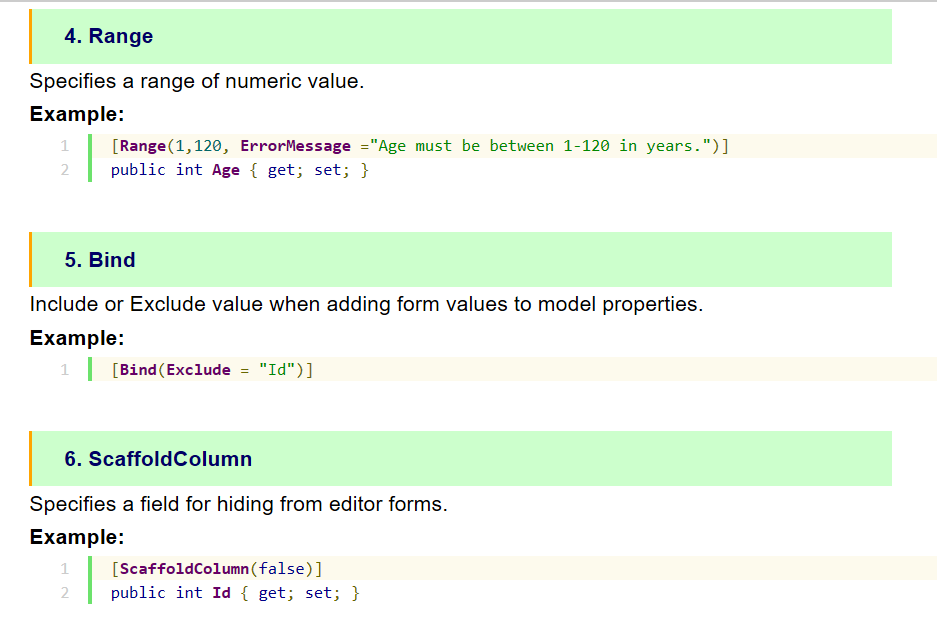 4. Range
Specifies a range of numeric value.
Example:
1 [Range(1,120, ErrorMessage ="Age must be between 1-120 in years.")]
2 public int Age { get; set; }
5. Bind
Include or Exclude value when adding form values to model properties.
Example:
1 [Bind(Exclude = "Id")]
6. ScaffoldColumn
Specifies a field for hiding from editor forms.
Example:
1 [ScaffoldColumn(false)]
2 public int Id { get; set; }